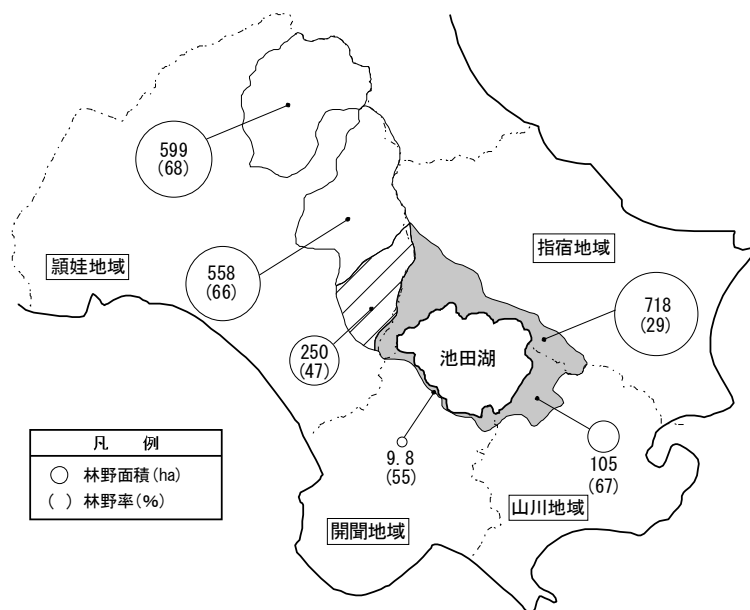 599
(68)
頴娃地域
558
(66)
指宿地域
718
(29)
250
(47)
池田湖
9.8
(55)
105
(67)
開聞地域
山川地域
凡 例
○ 林野面積(ha)
( ) 林野率(%)